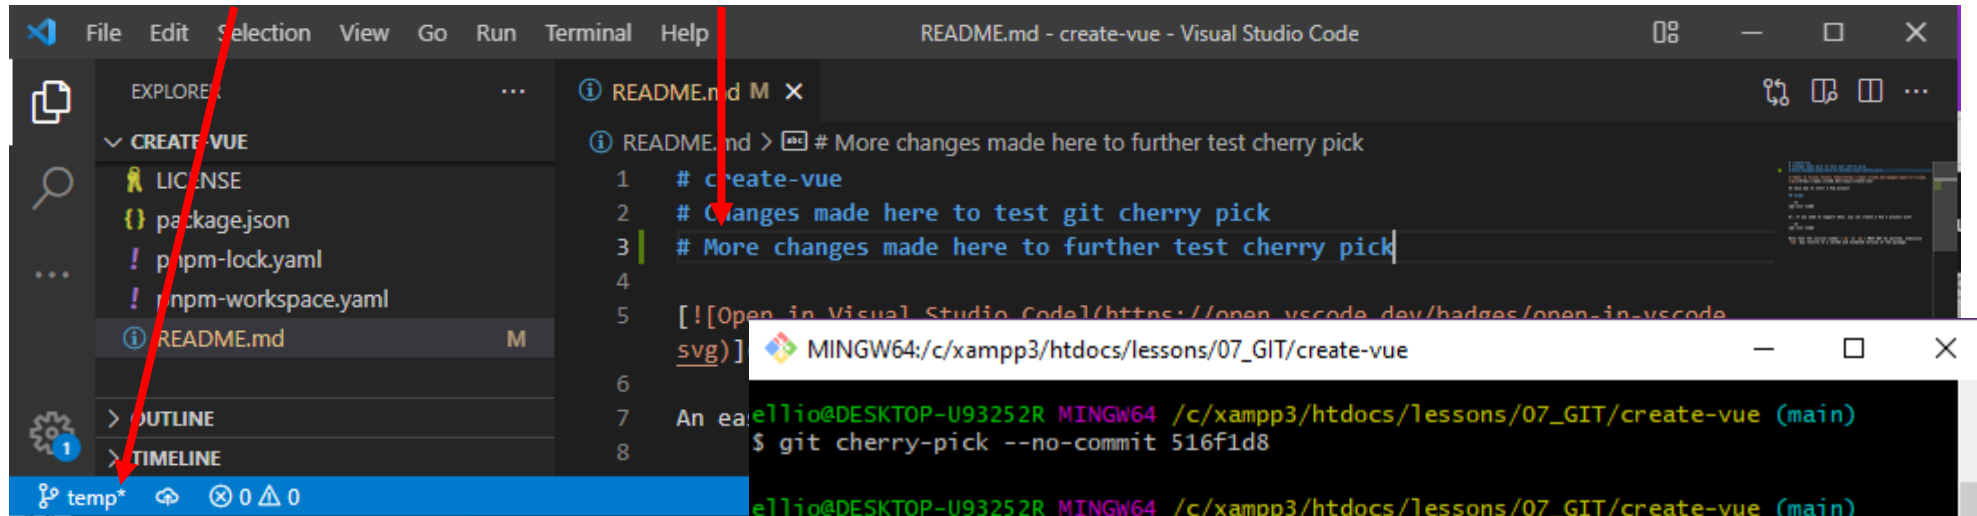 File Edit Selection View Go Run Terminal Help README.md - create-vue - Visual Studio Code
EXPLORER ···
CREATE-VUE
LICENSE
{} package.json
! pnpm-lock.yaml
! pnpm-workspace.yaml
README.md M
OUTLINE
TIMELINE
1
temp* 0 0
README.md M
README.md > abc # More changes made here to further test cherry pick
1 # create-vue
2 # Changes made here to test git cherry pick
3 # More changes made here to further test cherry pick
4
5 [![Open in Visual Studio Code](https://open.vscode.dev/badges/open-in-vscode.
svg)]
6
7 An eas
8
MINGW64:/c/xampp3/htdocs/lessons/07_GIT/create-vue
ellio@DESKTOP-U93252R MINGW64 /c/xampp3/htdocs/lessons/07_GIT/create-vue (main)
$ git cherry-pick --no-commit 516f1d8
ellio@DESKTOP-U93252R MINGW64 /c/xampp3/htdocs/lessons/07_GIT/create-vue (main)